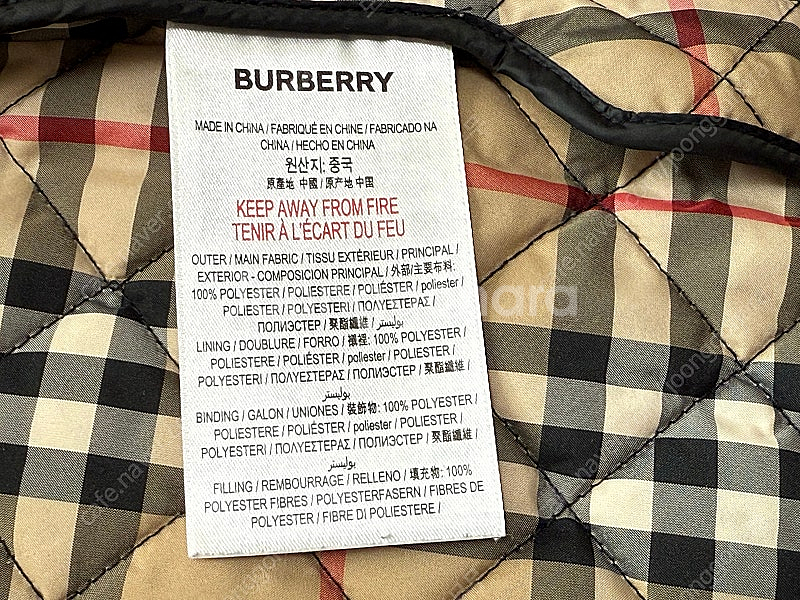 BURBERRY
MADE IN CHINA / FABRIQUÉ EN CHINE / FABRICADO NA
CHINA / HECHO EN CHINA
원산지: 중국
原產地 中國 / 原产地 中国
KEEP AWAY FROM FIRE
TENIR À L'ÉCART DU FEU
OUTER / MAIN FABRIC / TISSU EXTÉRIEUR / PRINCIPAL /
EXTERIOR - COMPOSICION PRINCIPAL / 外部/主要布料:
100% POLYESTER / POLIESTERE / POLIÉSTER / poliester /
POLIESTER / POLYESTERI / ΠΟΛΥΕΣΤΕΡΑΣ /
ПОЛИЭСТЕР / 聚酯纖維 / بوليستر
LINING / DOUBLURE / FORRO / 襯裡: 100% POLYESTER /
POLIESTERE / POLIÉSTER / poliester / POLIESTER /
POLYESTERI / ΠΟΛΥΕΣΤΕΡΑΣ / ПОЛИЭСТЕР / 聚酯纖維 /
بوليستر
BINDING / GALON / UNIONES / 裝飾物: 100% POLYESTER /
POLIESTERE / POLIÉSTER / poliester / POLIESTER /
POLYESTERI / ΠΟΛΥΕΣΤΕΡΑΣ / ПОЛИЭСТЕР / 聚酯纖維 /
بوليستر
FILLING / REMBOURRAGE / RELLENO / 填充物: 100%
POLYESTER FIBRES / POLYESTERFASERN / FIBRES DE
POLYESTER / FIBRE DI POLIESTERE /